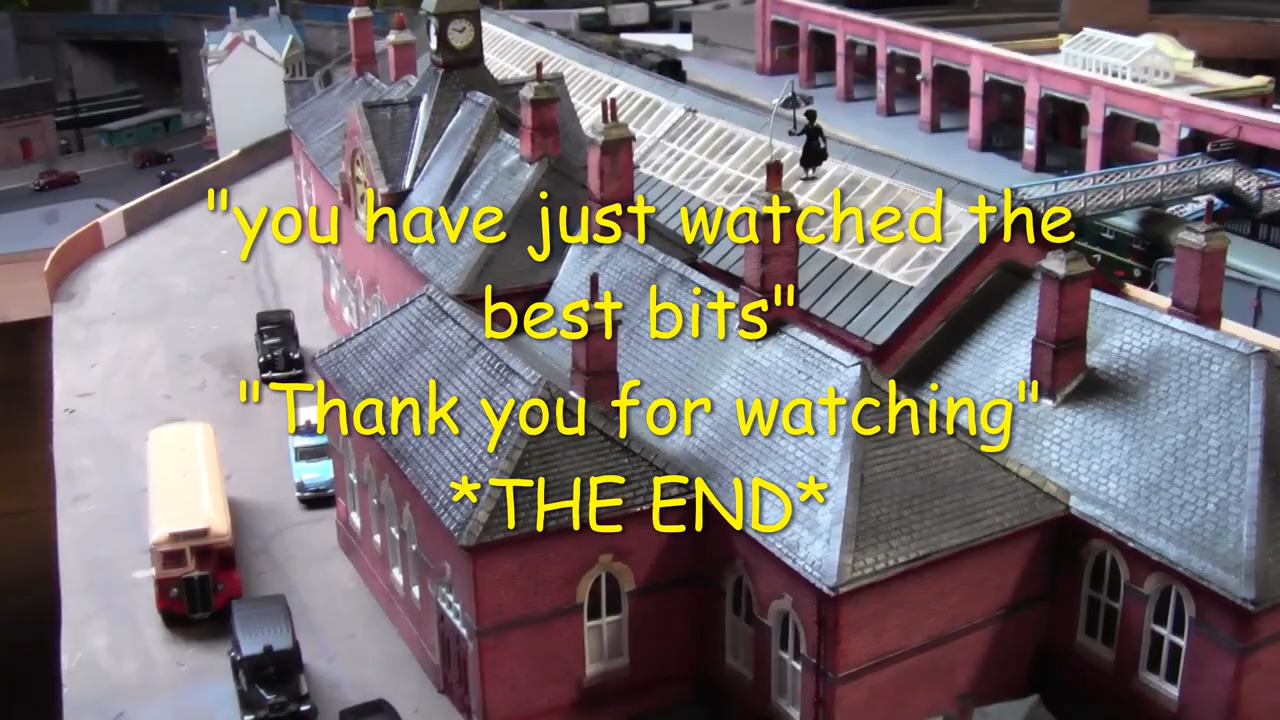 "you have just watched the
best bits"
"Thank you for watching"
*THE END*